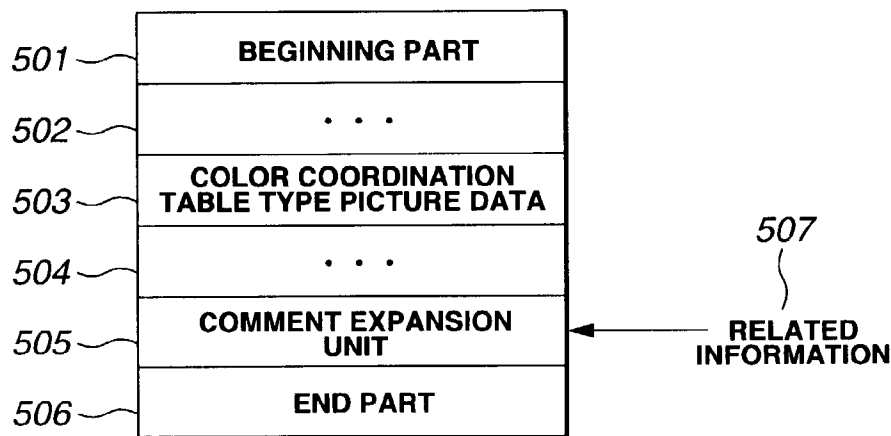 501 BEGINNING PART
502 . . .
503 COLOR COORDINATION
TABLE TYPE PICTURE DATA
504 . . .
505 COMMENT EXPANSION
UNIT
506 END PART
507
RELATED
INFORMATION